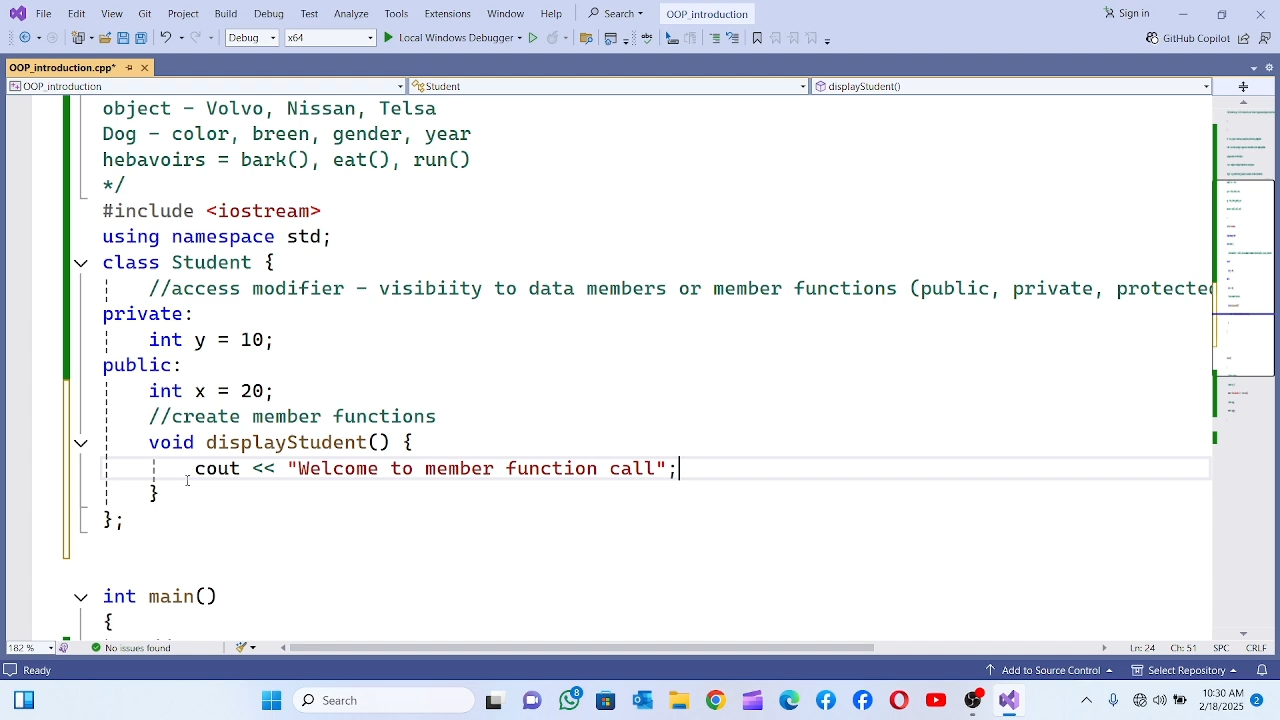 File Edit View Git Project Build Debug Test Analyze Tools Extensions Window Help Search OOP_introduction Sign in
Debug x64 Local Windows Debugger GitHub Copilot
OOP_introduction.cpp*
OOP_introduction Student displayStudent()
object - Volvo, Nissan, Telsa
Dog - color, breen, gender, year
hebavoirs = bark(), eat(), run()
*/
#include <iostream>
using namespace std;
class Student {
//access modifier - visibiity to data members or member functions (public, private, protected
private:
int y = 10;
public:
int x = 20;
//create member functions
void displayStudent() {
cout << "Welcome to member function call";
}
};
int main()
{
182 % No issues found Ln: 24 Ch: 51 SPC CRLF
Ready Add to Source Control Select Repository
Search 8 10:30 AM
2/18/2025 2